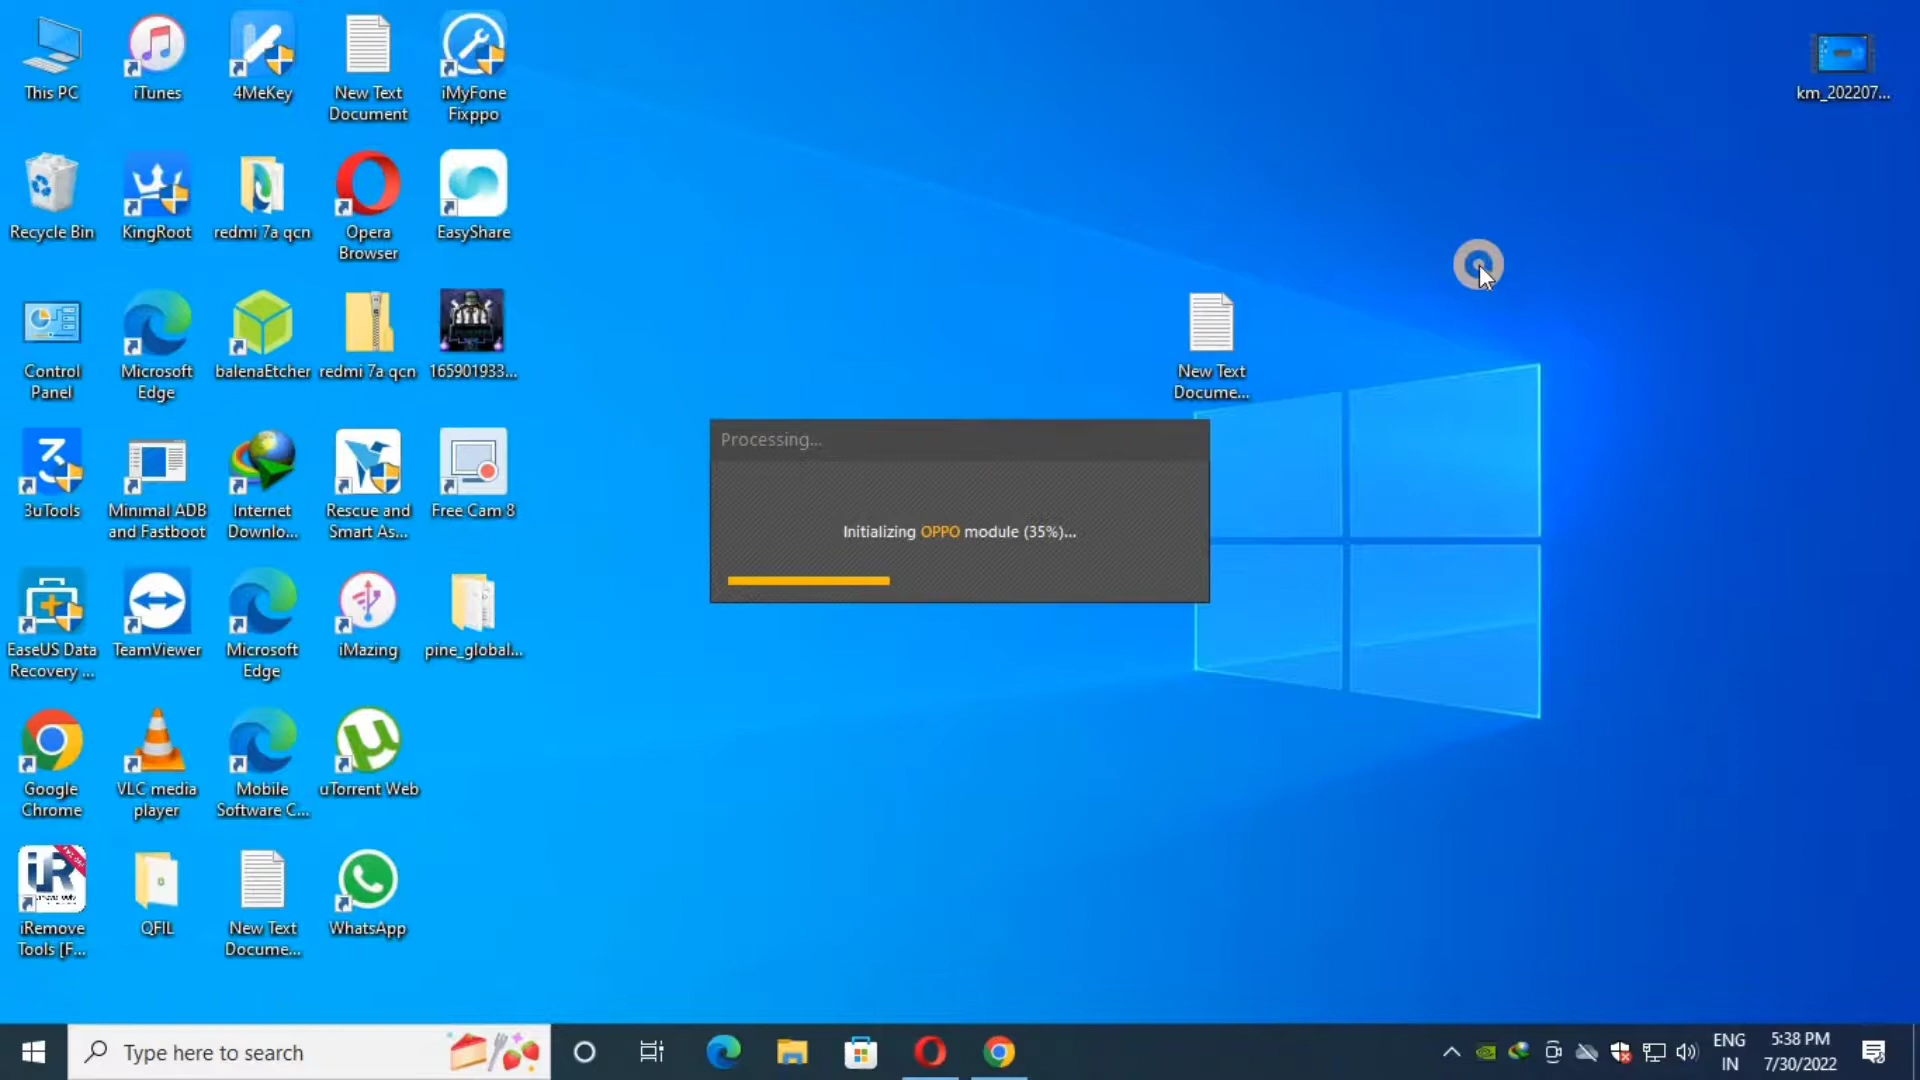 This PC
iTunes
4MeKey
New Text
Document
iMyFone
Fixppo
km_202207...
Recycle Bin
KingRoot
redmi 7a qcn
Opera
Browser
EasyShare
Control
Panel
Microsoft
Edge
balenaEtcher
redmi 7a qcn
165901933...
New Text
Docume...
Processing...
Initializing OPPO module (35%)...
3uTools
Minimal ADB
and Fastboot
Internet
Downlo...
Rescue and
Smart As...
Free Cam 8
EaseUS Data
Recovery ...
TeamViewer
Microsoft
Edge
iMazing
pine_global...
Google
Chrome
VLC media
player
Mobile
Software C...
uTorrent Web
iR
iRemove
Tools [F...
QFIL
New Text
Docume...
WhatsApp
Type here to search
ENG
IN
5:38 PM
7/30/2022